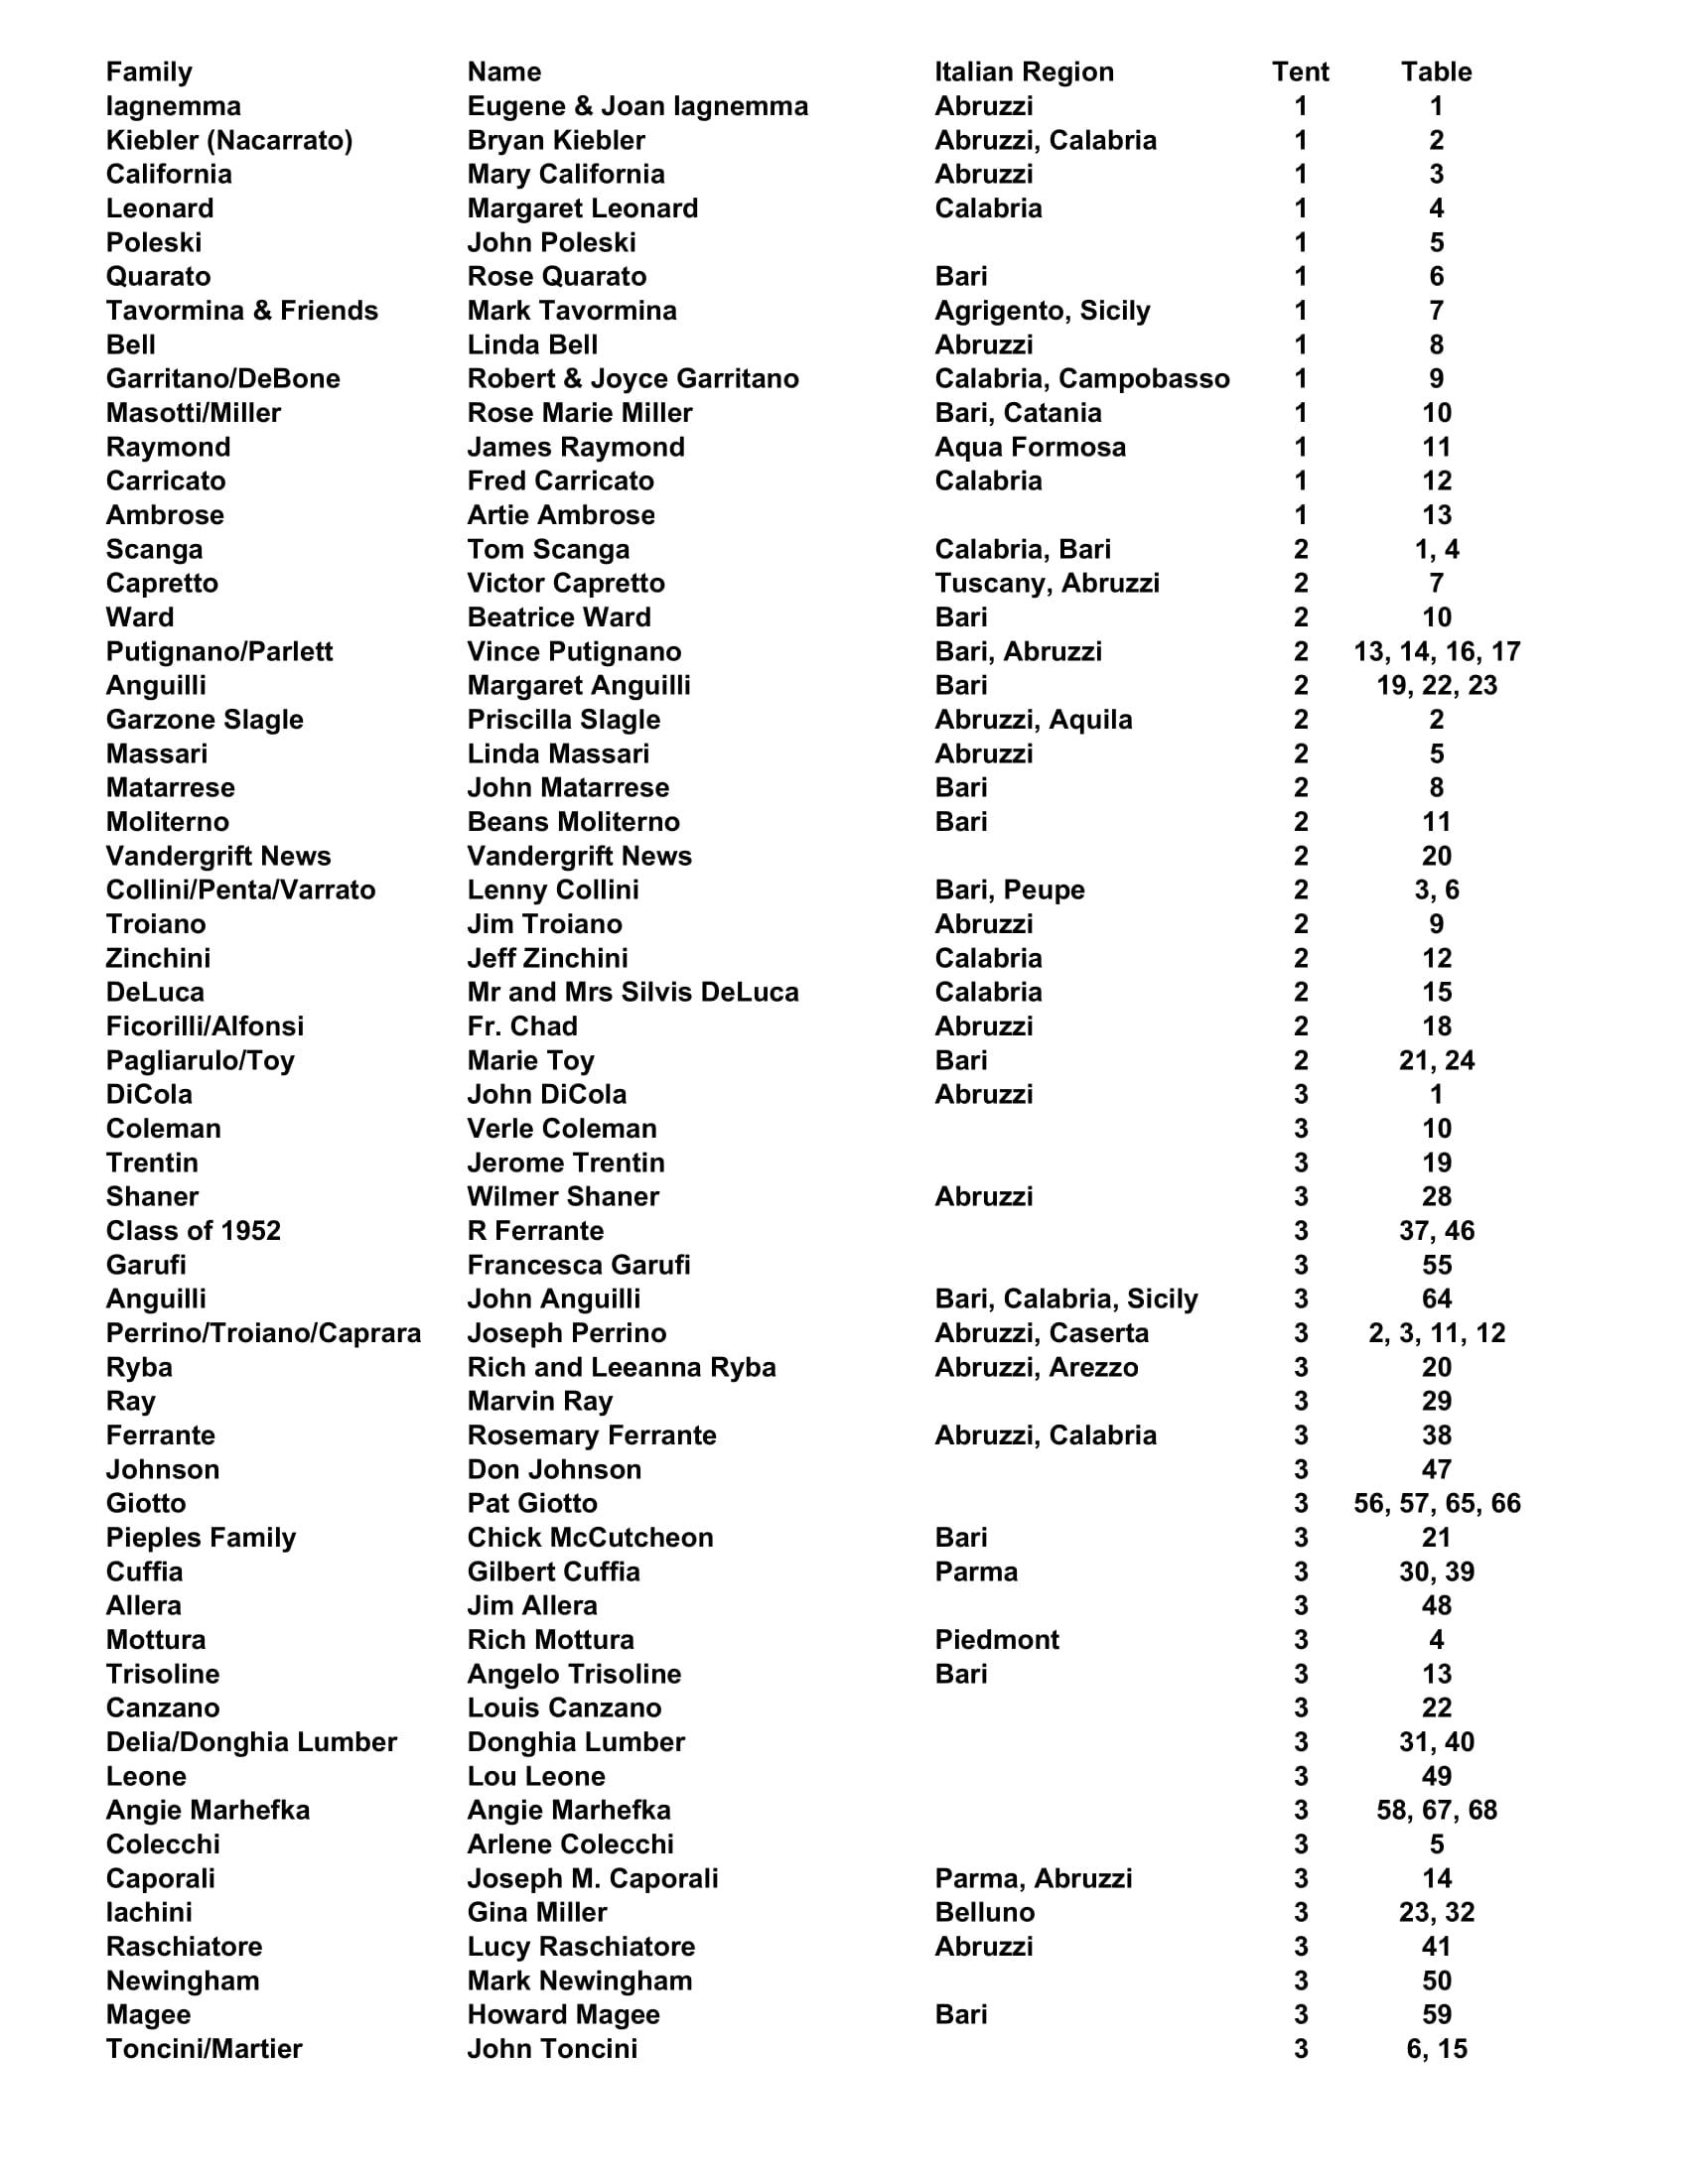 Family Name Italian Region Tent Table
Iagnemma Eugene & Joan Iagnemma Abruzzi 1 1
Kiebler (Nacarrato) Bryan Kiebler Abruzzi, Calabria 1 2
California Mary California Abruzzi 1 3
Leonard Margaret Leonard Calabria 1 4
Poleski John Poleski 1 5
Quarato Rose Quarato Bari 1 6
Tavormina & Friends Mark Tavormina Agrigento, Sicily 1 7
Bell Linda Bell Abruzzi 1 8
Garritano/DeBone Robert & Joyce Garritano Calabria, Campobasso 1 9
Masotti/Miller Rose Marie Miller Bari, Catania 1 10
Raymond James Raymond Aqua Formosa 1 11
Carricato Fred Carricato Calabria 1 12
Ambrose Artie Ambrose 1 13
Scanga Tom Scanga Calabria, Bari 2 1, 4
Capretto Victor Capretto Tuscany, Abruzzi 2 7
Ward Beatrice Ward Bari 2 10
Putignano/Parlett Vince Putignano Bari, Abruzzi 2 13, 14, 16, 17
Anguilli Margaret Anguilli Bari 2 19, 22, 23
Garzone Slagle Priscilla Slagle Abruzzi, Aquila 2 2
Massari Linda Massari Abruzzi 2 5
Matarrese John Matarrese Bari 2 8
Moliterno Beans Moliterno Bari 2 11
Vandergrift News Vandergrift News 2 20
Collini/Penta/Varrato Lenny Collini Bari, Peupe 2 3, 6
Troiano Jim Troiano Abruzzi 2 9
Zinchini Jeff Zinchini Calabria 2 12
DeLuca Mr and Mrs Silvis DeLuca Calabria 2 15
Ficorilli/Alfonsi Fr. Chad Abruzzi 2 18
Pagliarulo/Toy Marie Toy Bari 2 21, 24
DiCola John DiCola Abruzzi 3 1
Coleman Verle Coleman 3 10
Trentin Jerome Trentin 3 19
Shaner Wilmer Shaner Abruzzi 3 28
Class of 1952 R Ferrante 3 37, 46
Garufi Francesca Garufi 3 55
Anguilli John Anguilli Bari, Calabria, Sicily 3 64
Perrino/Troiano/Caprara Joseph Perrino Abruzzi, Caserta 3 2, 3, 11, 12
Ryba Rich and Leeanna Ryba Abruzzi, Arezzo 3 20
Ray Marvin Ray 3 29
Ferrante Rosemary Ferrante Abruzzi, Calabria 3 38
Johnson Don Johnson 3 47
Giotto Pat Giotto 3 56, 57, 65, 66
Pieples Family Chick McCutcheon Bari 3 21
Cuffia Gilbert Cuffia Parma 3 30, 39
Allera Jim Allera 3 48
Mottura Rich Mottura Piedmont 3 4
Trisoline Angelo Trisoline Bari 3 13
Canzano Louis Canzano 3 22
Delia/Donghia Lumber Donghia Lumber 3 31, 40
Leone Lou Leone 3 49
Angie Marhefka Angie Marhefka 3 58, 67, 68
Colecchi Arlene Colecchi 3 5
Caporali Joseph M. Caporali Parma, Abruzzi 3 14
Iachini Gina Miller Belluno 3 23, 32
Raschiatore Lucy Raschiatore Abruzzi 3 41
Newingham Mark Newingham 3 50
Magee Howard Magee Bari 3 59
Toncini/Martier John Toncini 3 6, 15